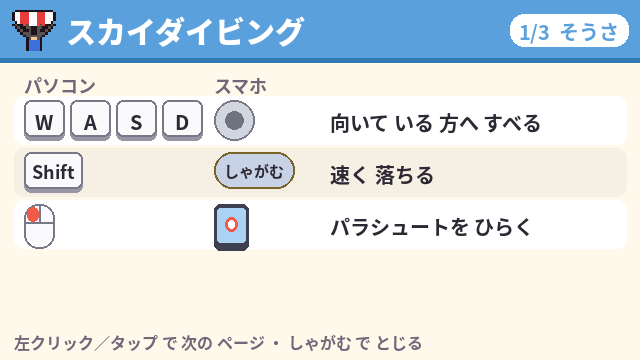 スカイダイビング
1/3 そうさ
パソコン スマホ
W A S D 向いて いる 方へ すべる
Shift しゃがむ 速く 落ちる
パラシュートを ひらく
左クリック／タップ で 次の ページ ・ しゃがむ で とじる